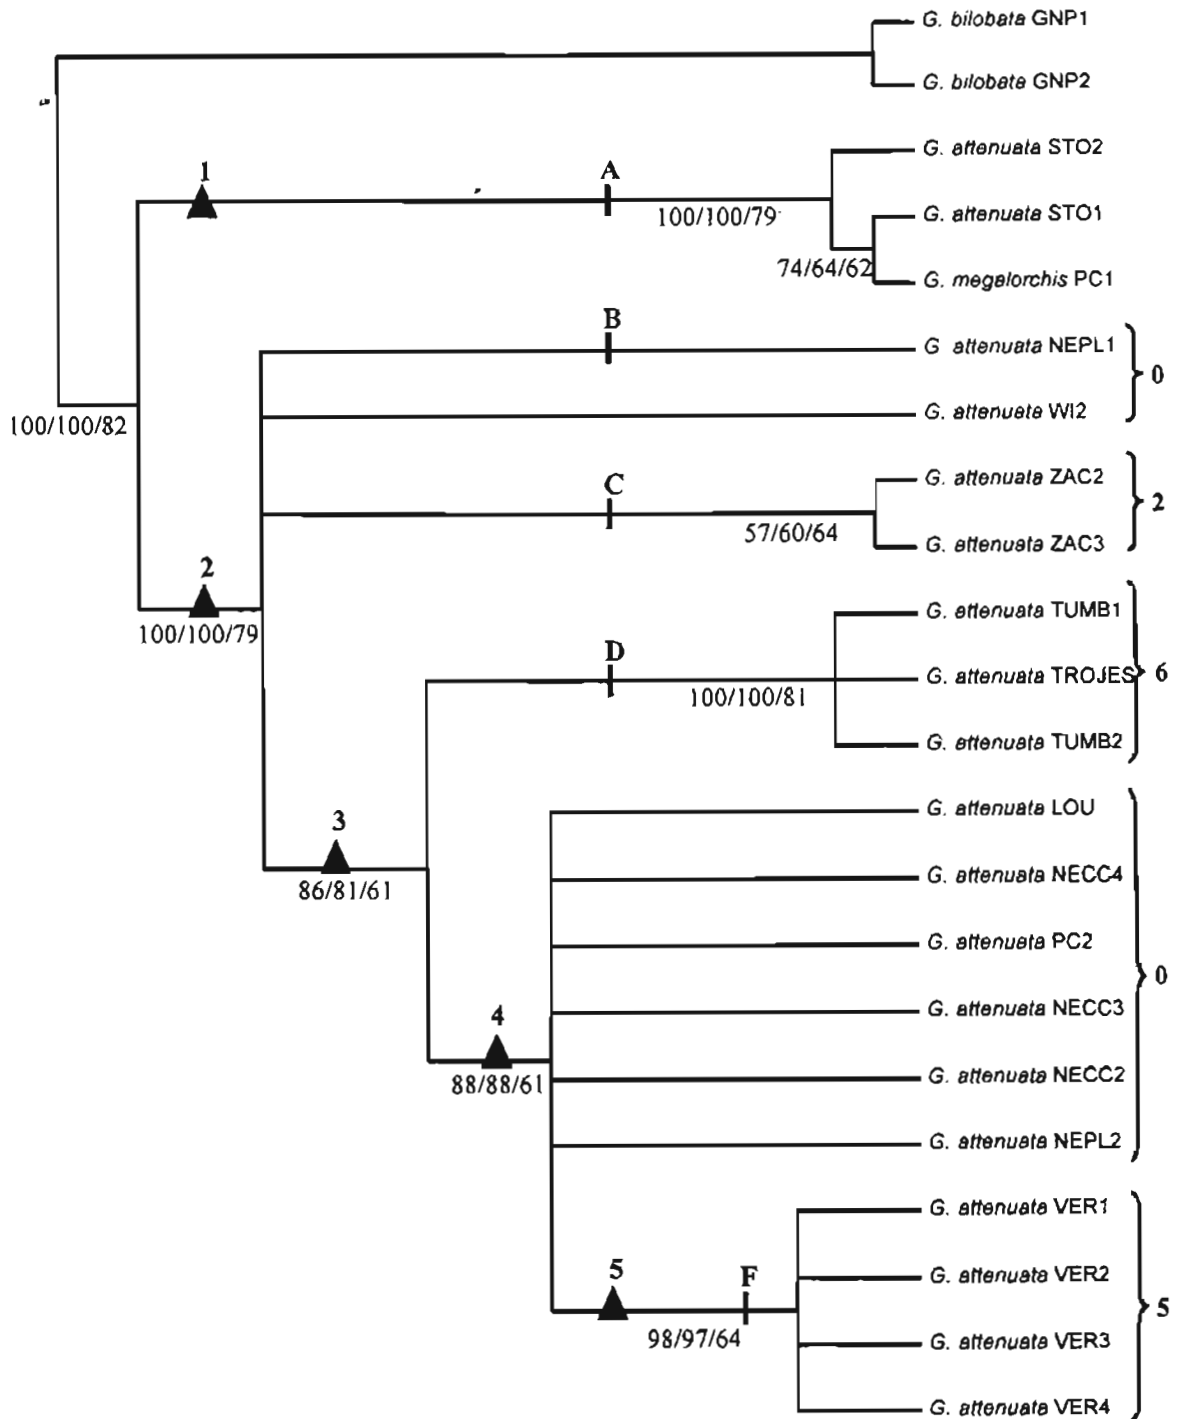 G. bilobata GNP1
G. bilobata GNP2
G. attenuata STO2
1
A
100/100/79
G. attenuata STO1
74/64/62
G. megalorchis PC1
B
G attenuata NEPL1
0
100/100/82
G. attenuata WI2
C
G. attenuata ZAC2
2
57/60/64
G. attenuata ZAC3
2
100/100/79
G. attenuata TUMB1
D
G. attenuata TROJES
6
100/100/81
G. attenuata TUMB2
3
86/81/61
G. attenuata LOU
G. attenuata NECC4
G. attenuata PC2
0
G. attenuata NECC3
4
88/88/61
G. attenuata NECC2
G. attenuata NEPL2
G. attenuata VER1
5
F
G. attenuata VER2
5
98/97/64
G. attenuata VER3
G. attenuata VER4